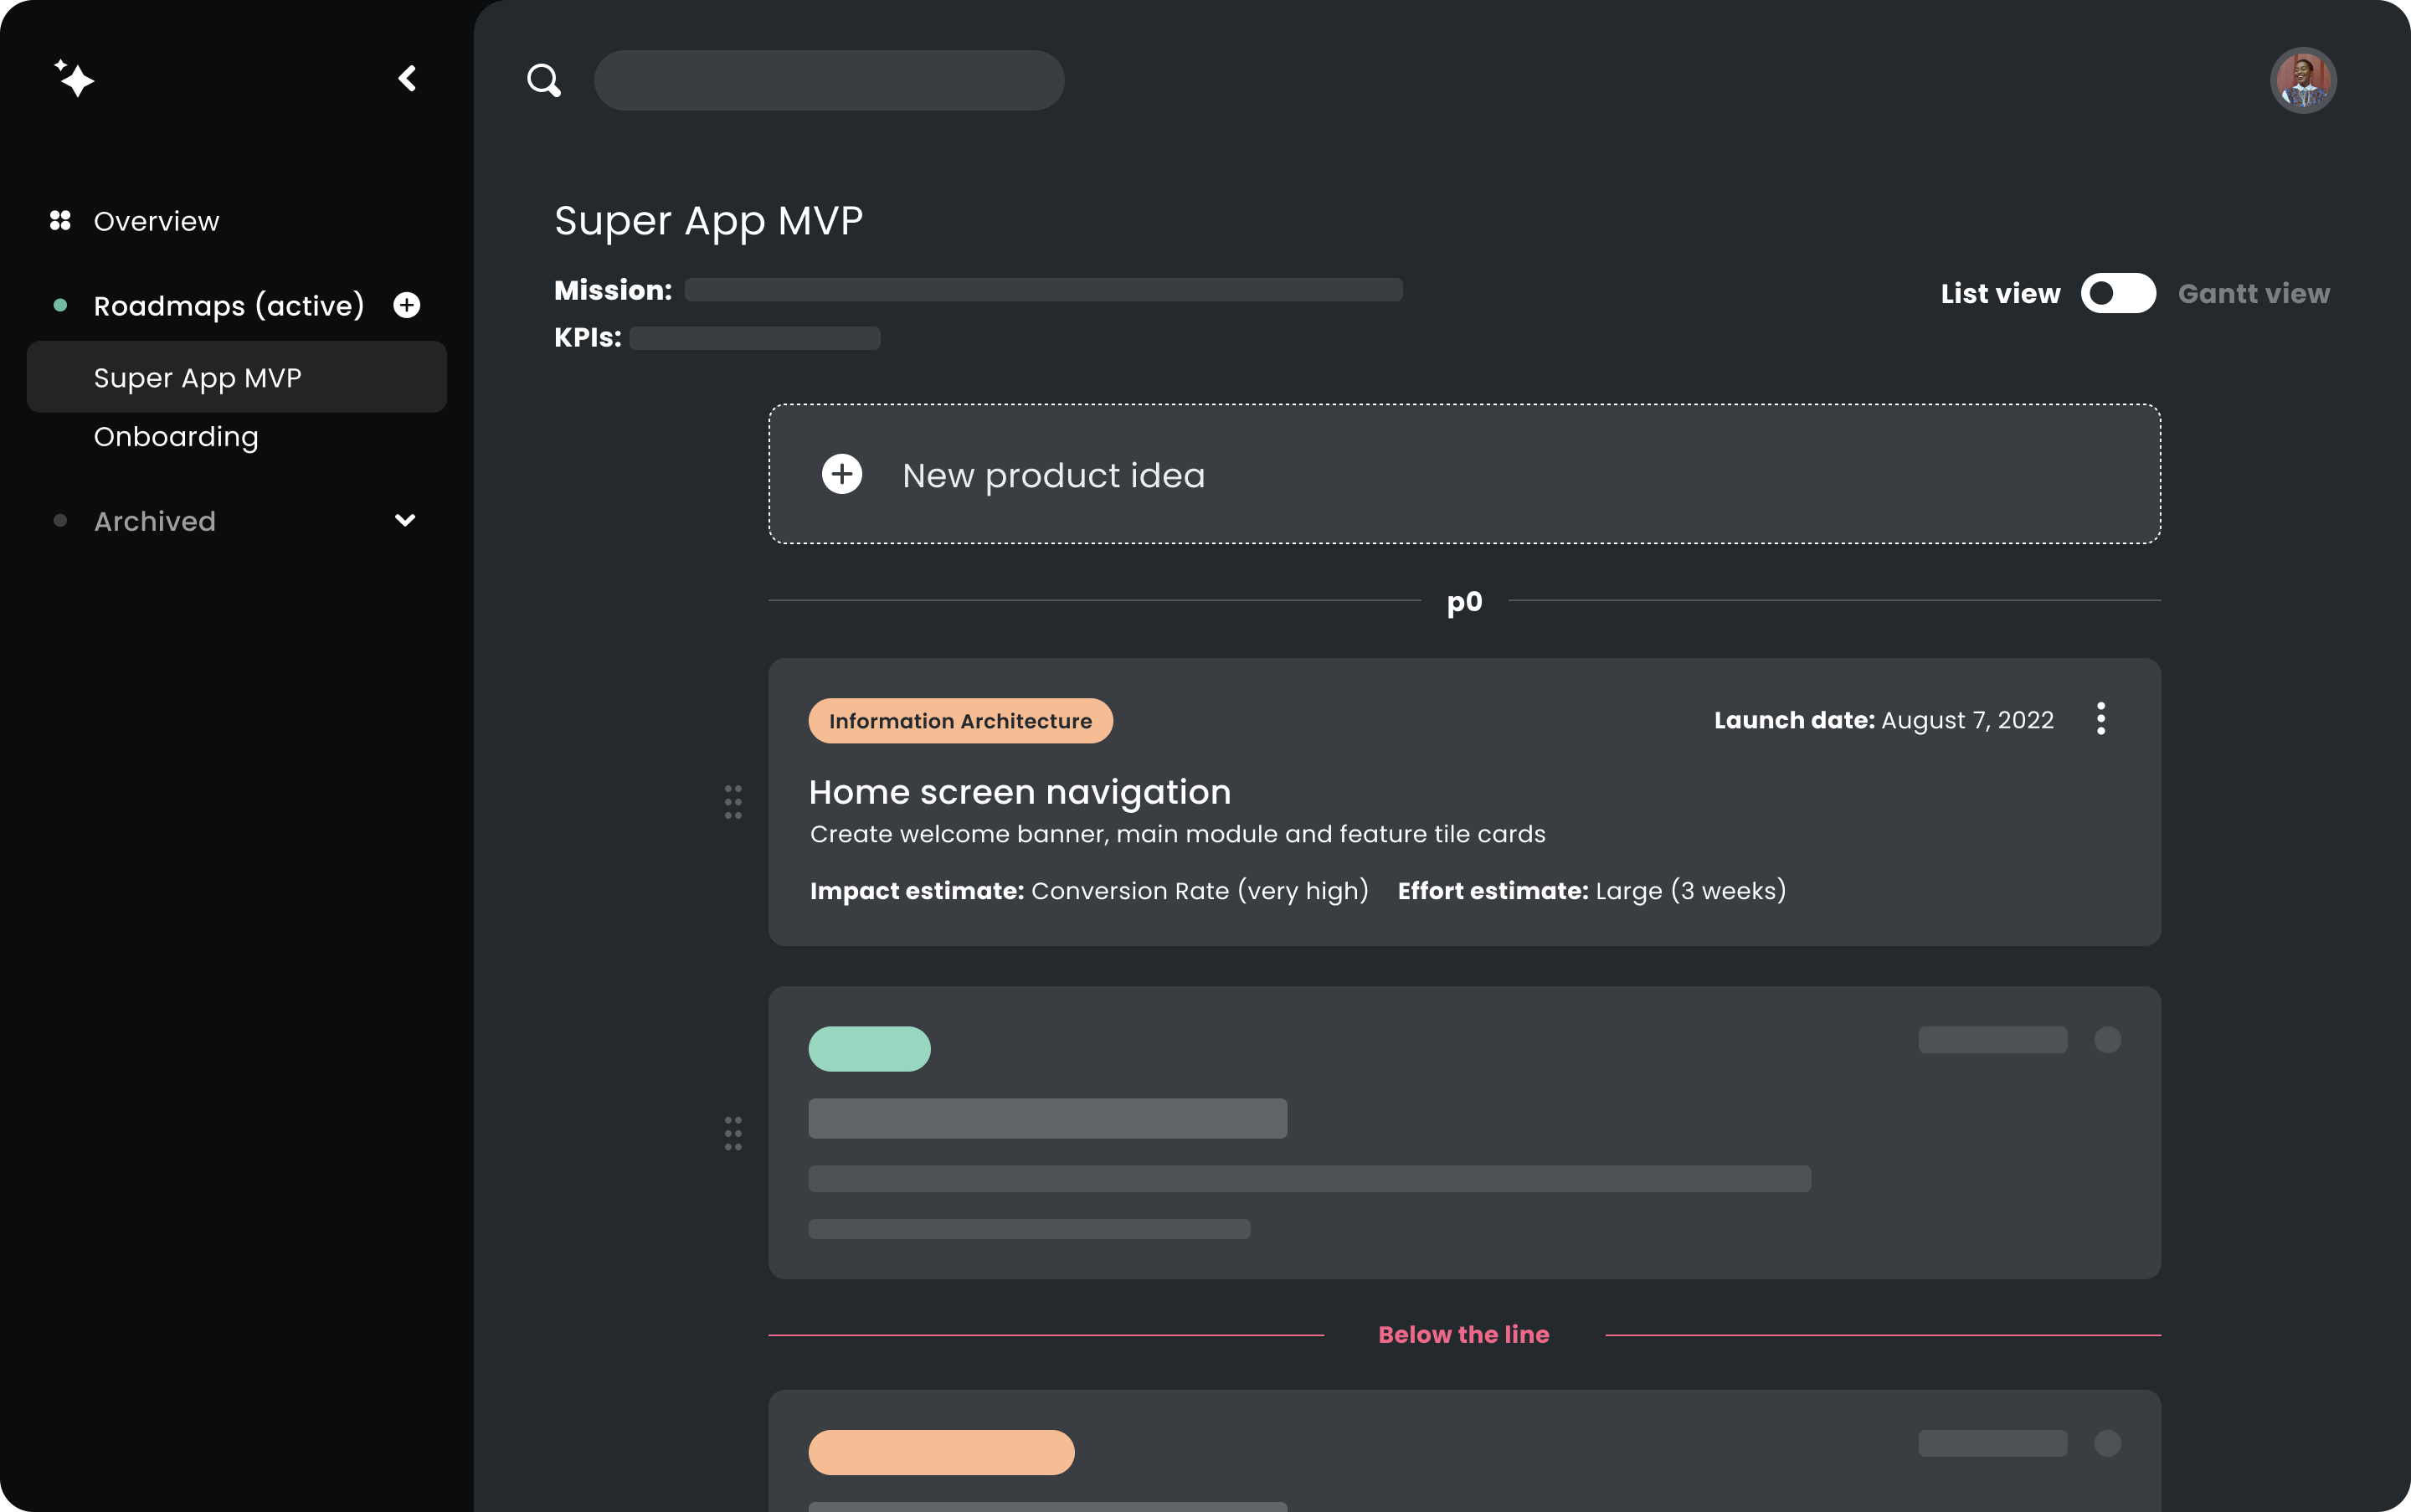 Overview
Roadmaps (active)
Super App MVP
Onboarding
Archived
Super App MVP
Mission:
KPIs:
List view
Gantt view
New product idea
p0
Information Architecture
Launch date: August 7, 2022
Home screen navigation
Create welcome banner, main module and feature tile cards
Impact estimate: Conversion Rate (very high) Effort estimate: Large (3 weeks)
Below the line